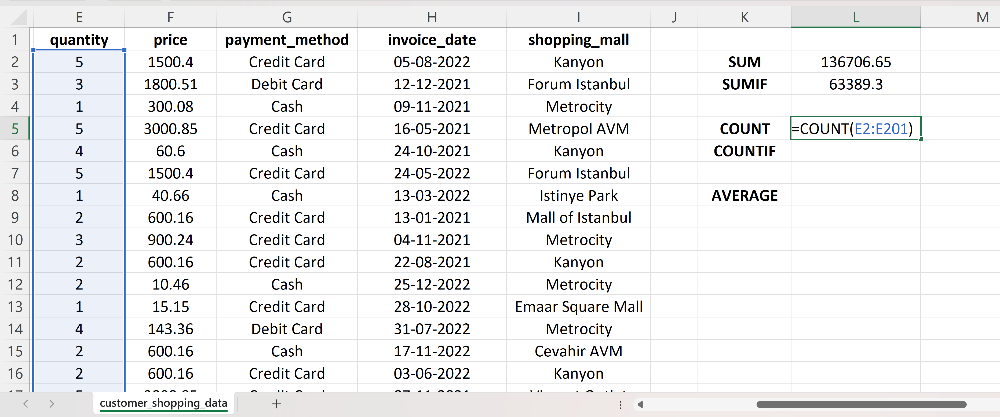 E F G H I J K L M
1 quantity price payment_method invoice_date shopping_mall
2 5 1500.4 Credit Card 05-08-2022 Kanyon SUM 136706.65
3 3 1800.51 Debit Card 12-12-2021 Forum Istanbul SUMIF 63389.3
4 1 300.08 Cash 09-11-2021 Metrocity
5 5 3000.85 Credit Card 16-05-2021 Metropol AVM COUNT =COUNT(E2:E201)
6 4 60.6 Cash 24-10-2021 Kanyon COUNTIF
7 5 1500.4 Credit Card 24-05-2022 Forum Istanbul
8 1 40.66 Cash 13-03-2022 Istinye Park AVERAGE
9 2 600.16 Credit Card 13-01-2021 Mall of Istanbul
10 3 900.24 Credit Card 04-11-2021 Metrocity
11 2 600.16 Credit Card 22-08-2021 Kanyon
12 2 10.46 Cash 25-12-2022 Metrocity
13 1 15.15 Credit Card 28-10-2022 Emaar Square Mall
14 4 143.36 Debit Card 31-07-2022 Metrocity
15 2 600.16 Cash 17-11-2022 Cevahir AVM
16 2 600.16 Credit Card 03-06-2022 Kanyon
customer_shopping_data